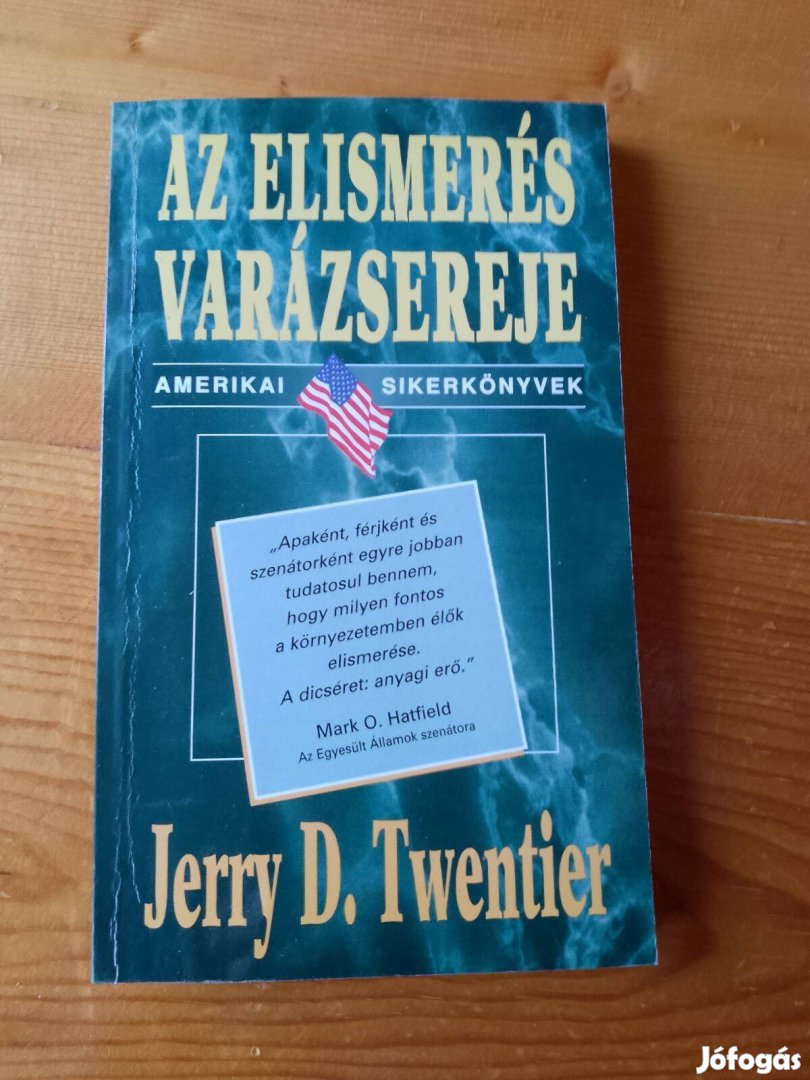 AZ ELISMERÉS
VARÁZSEREJE
AMERIKAI SIKERKÖNYVEK
„Apaként, férjként és
szenátorként egyre jobban
tudatosul bennem,
hogy milyen fontos
a környezetemben élők
elismerése.
A dicséret: anyagi erő.”
Mark O. Hatfield
Az Egyesült Államok szenátora
Jerry D. Twentier
Jófogás